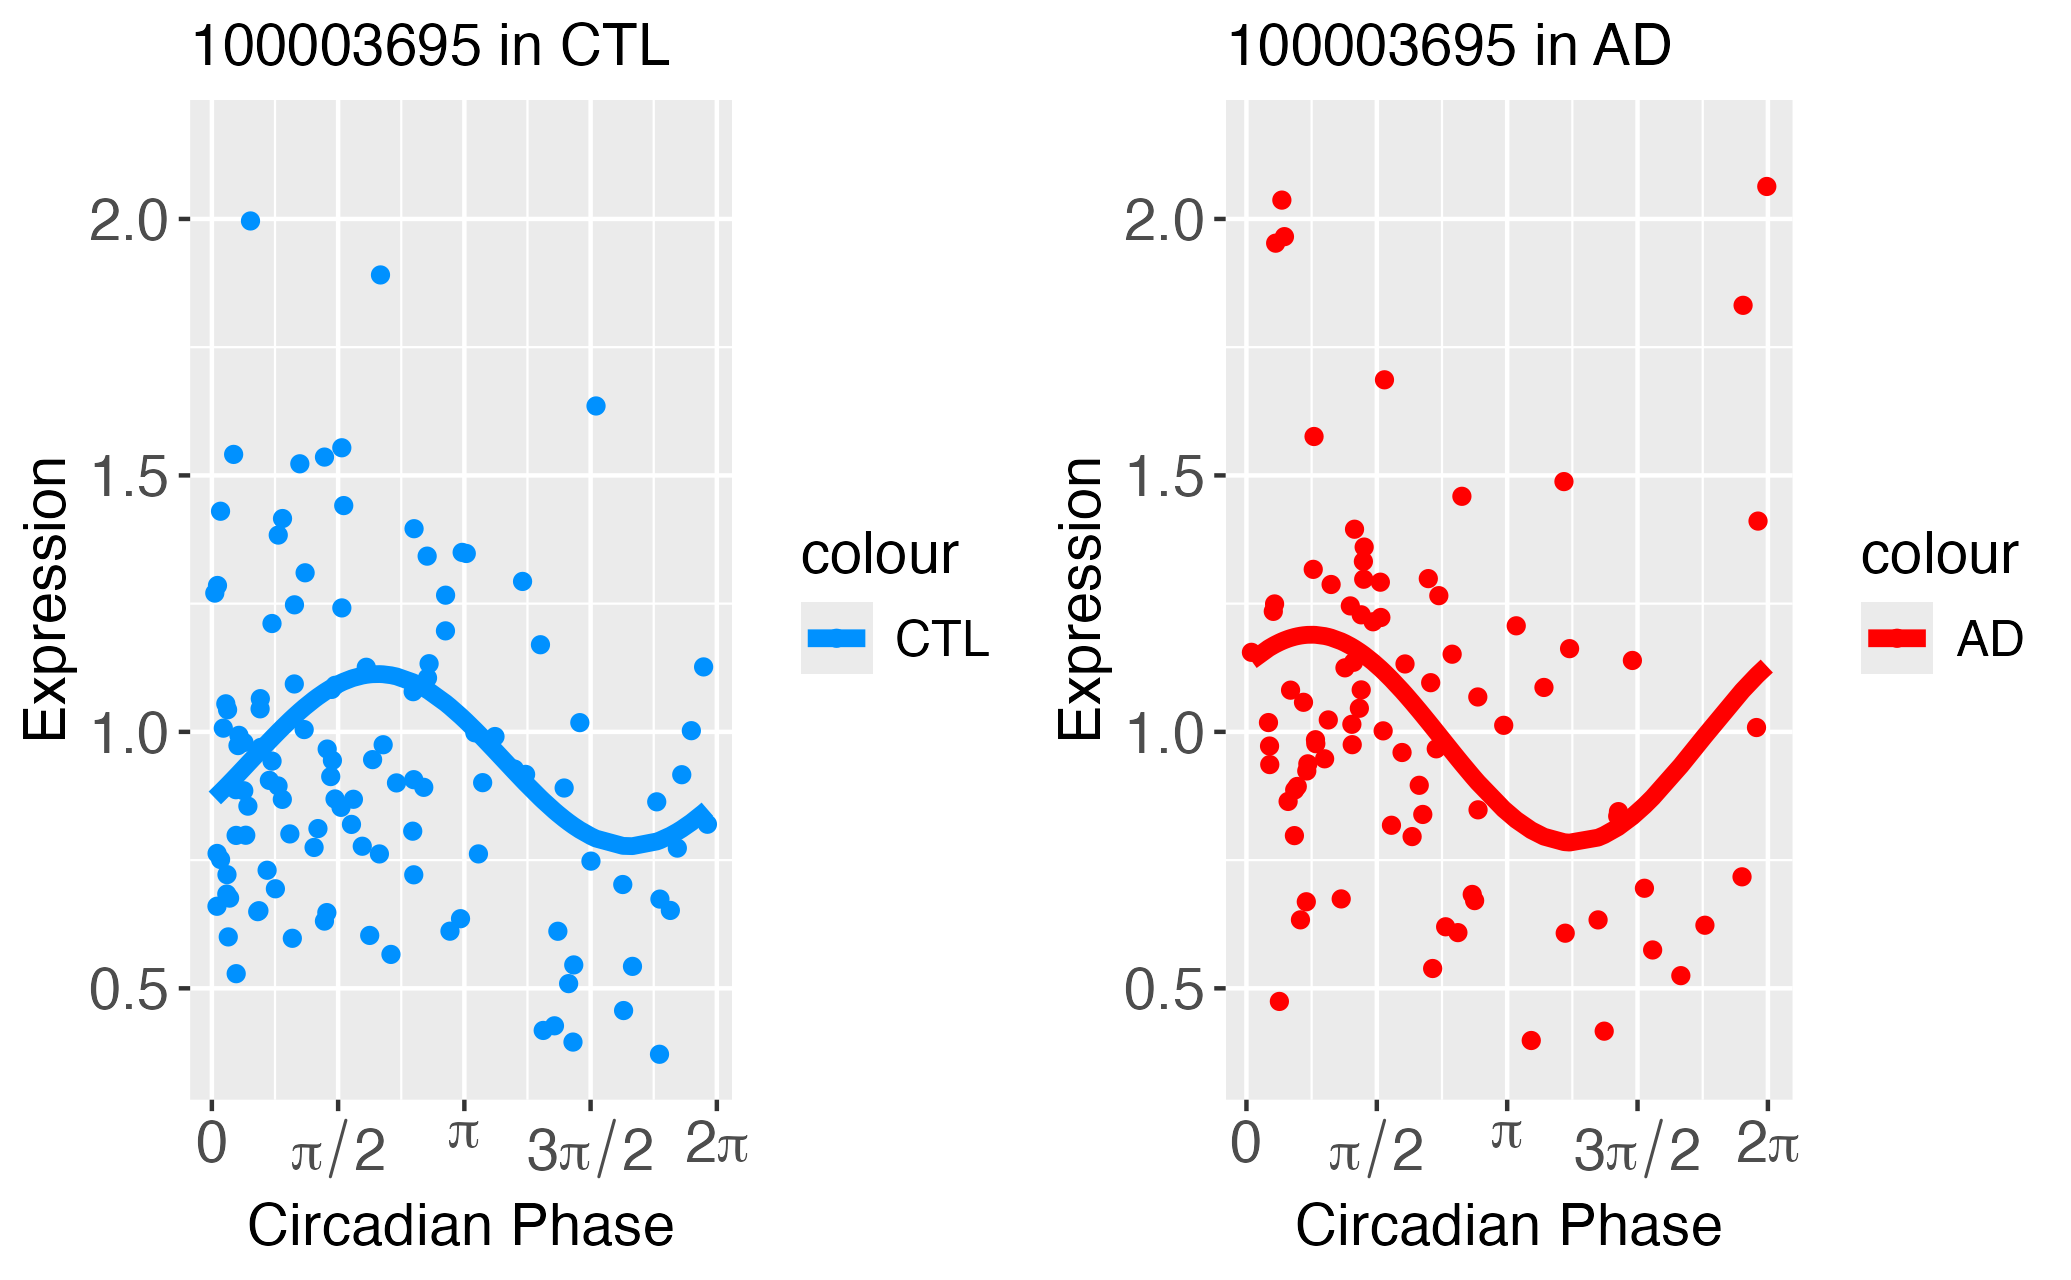 100003695 in CTL
Expression
2.0
1.5
1.0
0.5
0 π/2 π 3π/2 2π
Circadian Phase
colour
CTL
100003695 in AD
Expression
2.0
1.5
1.0
0.5
0 π/2 π 3π/2 2π
Circadian Phase
colour
AD